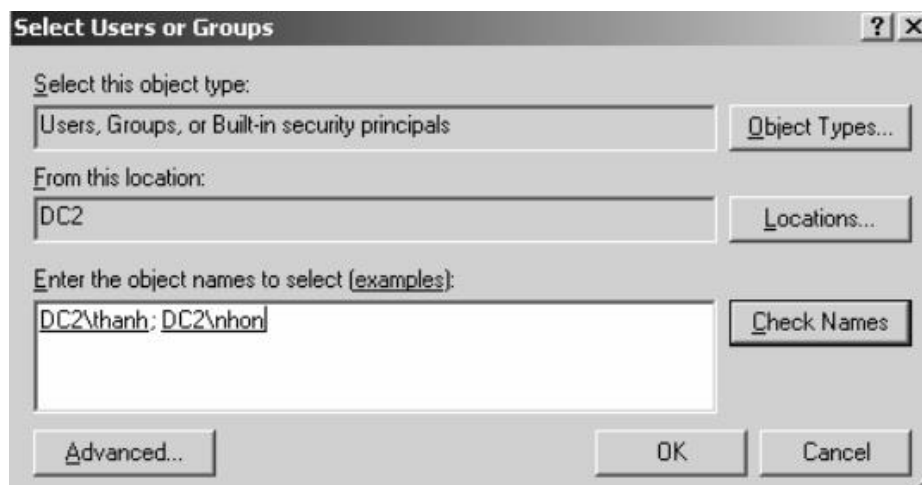 Select Users or Groups ? X
Select this object type:
Users, Groups, or Built-in security principals Object Types...
From this location:
DC2 Locations...
Enter the object names to select (examples):
DC2\thanh; DC2\nhon Check Names
Advanced... OK Cancel